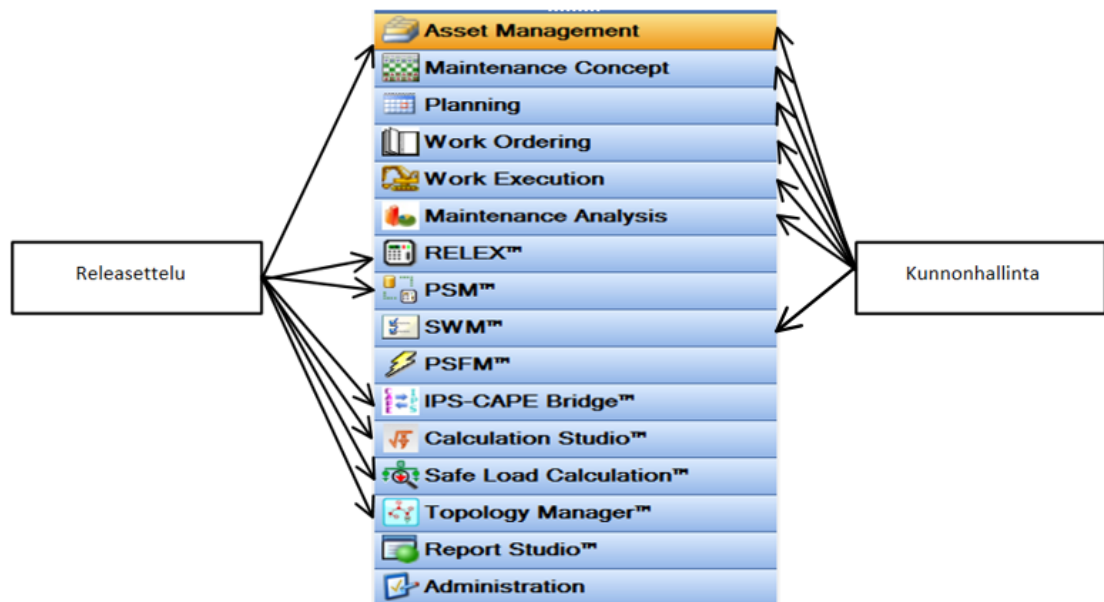 Asset Management
Maintenance Concept
Planning
Work Ordering
Work Execution
Maintenance Analysis
RELEX™
PSM™
SWM™
PSFM™
IPS-CAPE Bridge™
Calculation Studio™
Safe Load Calculation™
Topology Manager™
Report Studio™
Administration
Releasettelu
Kunnonhallinta